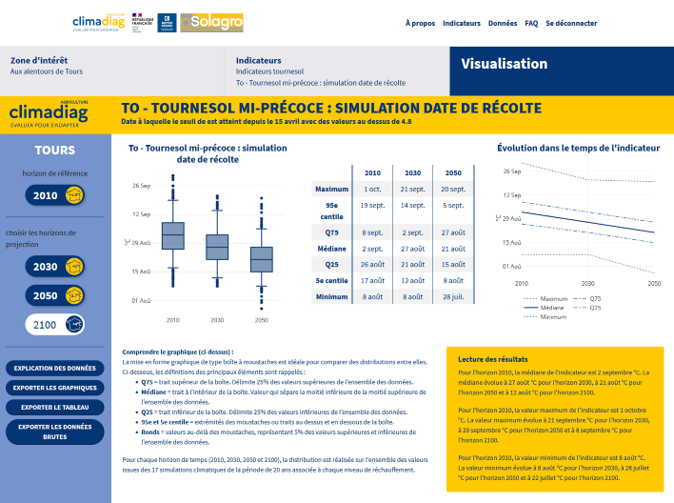 climadiag
ÉVALUER POUR S'ADAPTER
RÉPUBLIQUE
FRANÇAISE
METEO
FRANCE
Solagro
À propos Indicateurs Données FAQ Se déconnecter
Zone d'intérêt
Aux alentours de Tours
Indicateurs
Indicateurs tournesol
To - Tournesol mi-précoce : simulation date de récolte
Visualisation
AGRICULTURE
climadiag
ÉVALUER POUR S'ADAPTER
TO - TOURNESOL MI-PRÉCOCE : SIMULATION DATE DE RÉCOLTE
Date à laquelle le seuil de est atteint depuis le 15 avril avec des valeurs au dessus de 4.8
TOURS
horizon de référence
2010
choisir les horizons de
projection
2030
2050
2100
EXPLICATION DES DONNÉES
EXPORTER LES GRAPHIQUES
EXPORTER LE TABLEAU
EXPORTER LES DONNÉES
BRUTES
To - Tournesol mi-précoce : simulation
date de récolte
26 Sep
12 Sep
29 Aoû
15 Aoû
01 Aoû
°C
2010 2030 2050
2010 2030 2050
Maximum 1 oct. 21 sept. 20 sept.
95e
centile 19 sept. 14 sept. 5 sept.
Q75 8 sept. 2 sept. 27 août
Médiane 2 sept. 27 août 21 août
Q25 26 août 21 août 15 août
5e centile 17 août 12 août 8 août
Minimum 8 août 8 août 28 juil.
Évolution dans le temps de l'indicateur
26 Sep
12 Sep
29 Aoû
15 Aoû
01 Aoû
°C
2010 2030 2050
Maximum Q75
Médiane Q25
Minimum
Comprendre le graphique (ci-dessus) :
La mise en forme graphique de type boîte à moustaches est idéale pour comparer des distributions entre elles.
Ci-dessous, les définitions des principaux éléments sont rappelés :
• Q75 = trait supérieur de la boîte. Délimite 25% des valeurs supérieures de l'ensemble des données.
• Médiane = trait à l'intérieur de la boîte. Valeur qui sépare la moitié inférieure de la moitié supérieure de
l'ensemble des données.
• Q25 = trait inférieur de la boîte. Délimite 25% des valeurs inférieures de l'ensemble des données.
• 95e et 5e centile = extrémités des moustaches ou traits au dessus et en dessous de la boîte.
• Ronds = valeurs au-delà des moustaches, représentant 5% des valeurs supérieures et inférieures de
l'ensemble des données.
Pour chaque horizon de temps (2010, 2030, 2050 et 2100), la distribution est réalisée sur l'ensemble des valeurs
issues des 17 simulations climatiques de la période de 20 ans associée à chaque niveau de réchauffement.
Lecture des résultats
Pour l'horizon 2010, la médiane de l'indicateur est 2 septembre °C. La
médiane évolue à 27 août °C pour l'horizon 2030, à 21 août °C pour
l'horizon 2050 et à 12 août °C pour l'horizon 2100.
Pour l'horizon 2010, la valeur maximum de l'indicateur est 1 octobre
°C. La valeur maximum évolue à 21 septembre °C pour l'horizon 2030,
à 20 septembre °C pour l'horizon 2050 et à 8 septembre °C pour
l'horizon 2100.
Pour l'horizon 2010, la valeur minimum de l'indicateur est 8 août °C.
La valeur minimum évolue à 8 août °C pour l'horizon 2030, à 28 juillet
°C pour l'horizon 2050 et à 22 juillet °C pour l'horizon 2100.